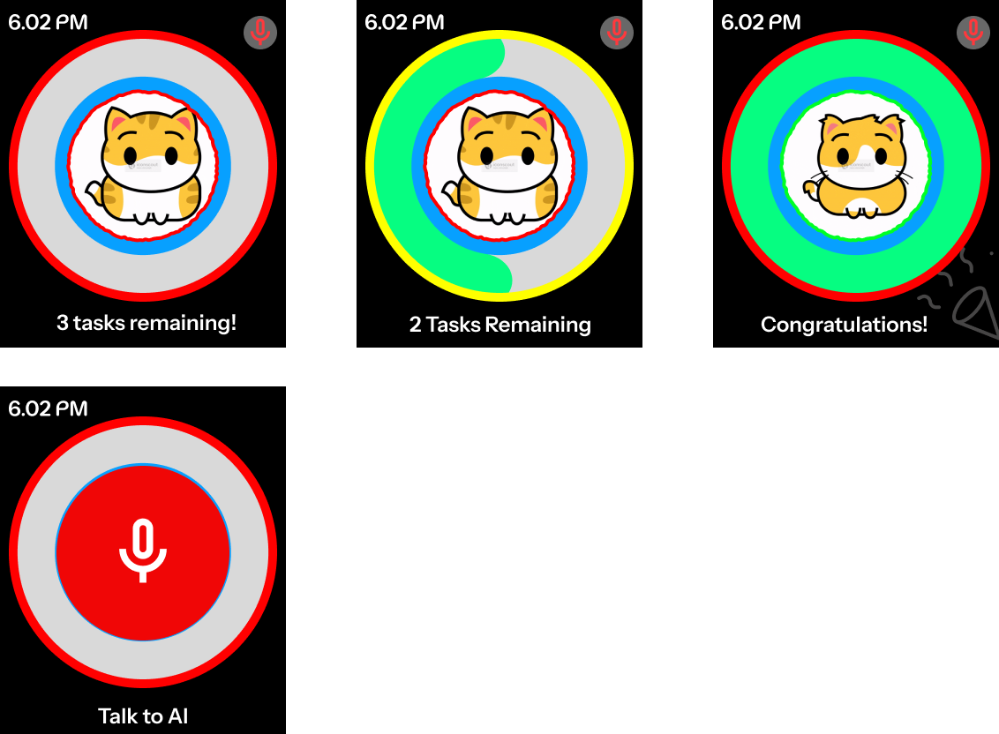 6.02 PM
3 tasks remaining!
6.02 PM
2 Tasks Remaining
6.02 PM
Congratulations!
6.02 PM
Talk to AI